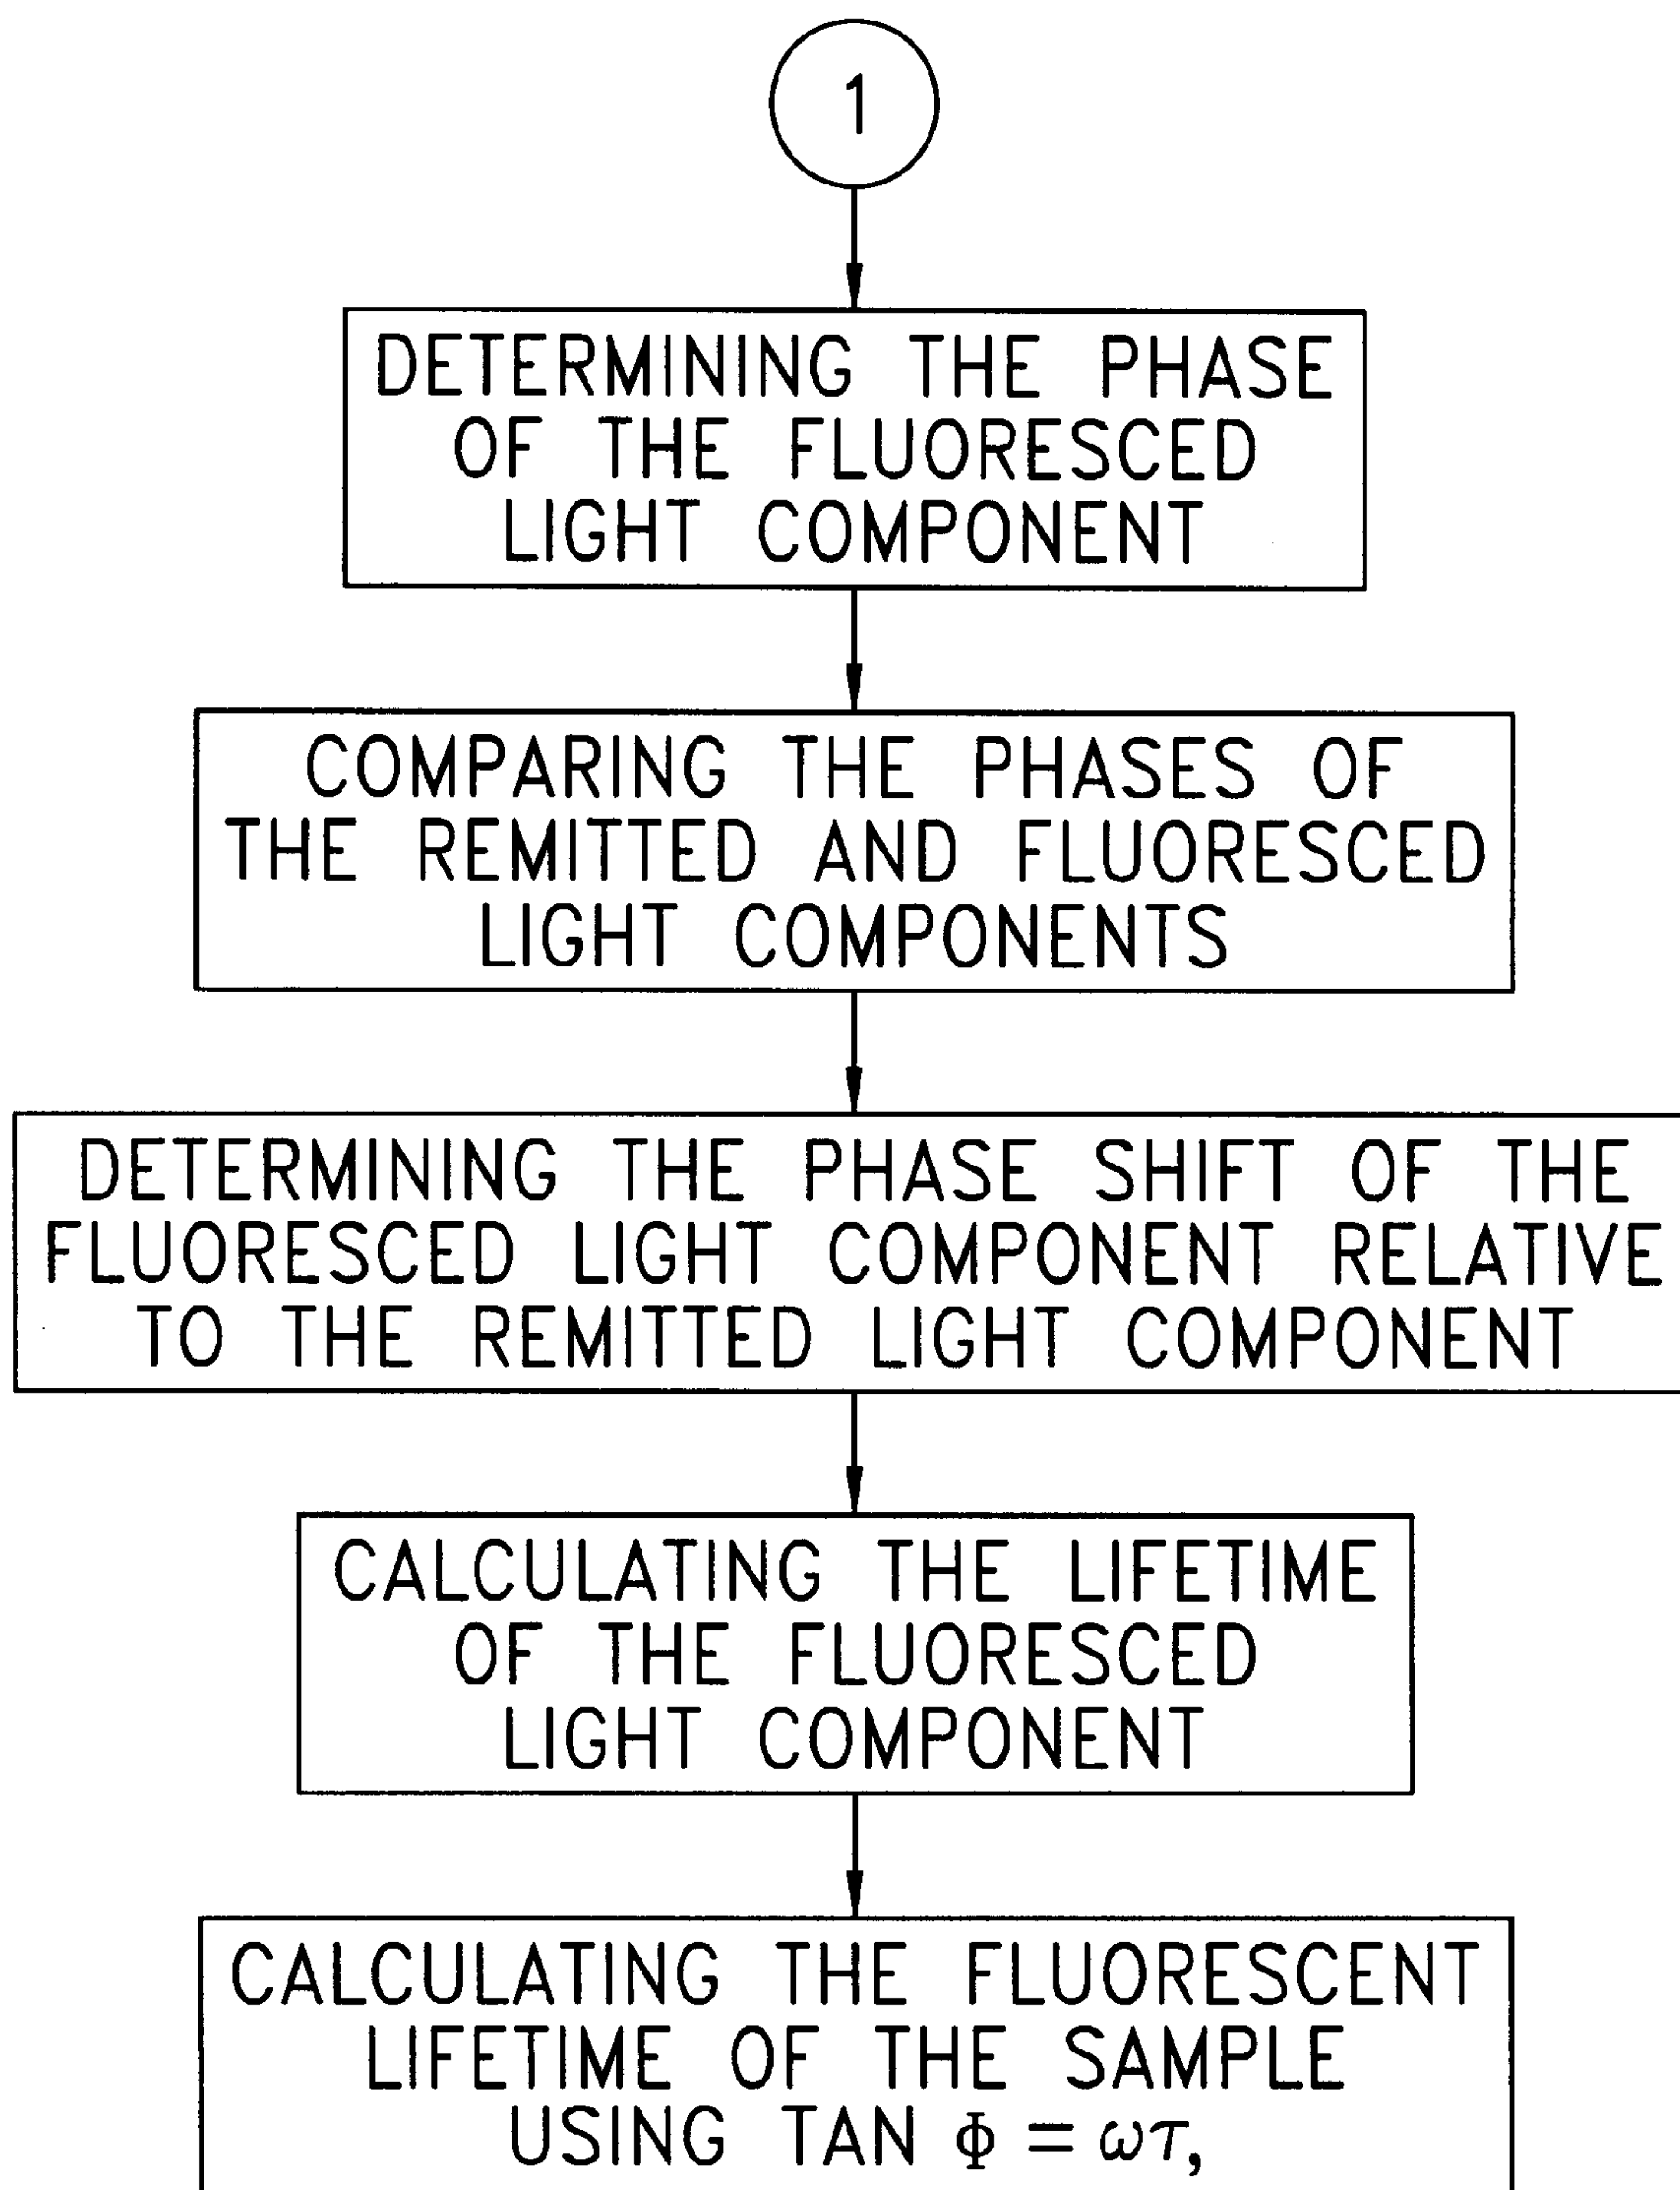 1
DETERMINING THE PHASE
OF THE FLUORESCED
LIGHT COMPONENT
COMPARING THE PHASES OF
THE REMITTED AND FLUORESCED
LIGHT COMPONENTS
DETERMINING THE PHASE SHIFT OF THE
FLUORESCED LIGHT COMPONENT RELATIVE
TO THE REMITTED LIGHT COMPONENT
CALCULATING THE LIFETIME
OF THE FLUORESCED
LIGHT COMPONENT
CALCULATING THE FLUORESCENT
LIFETIME OF THE SAMPLE
USING TAN Φ = ωτ,